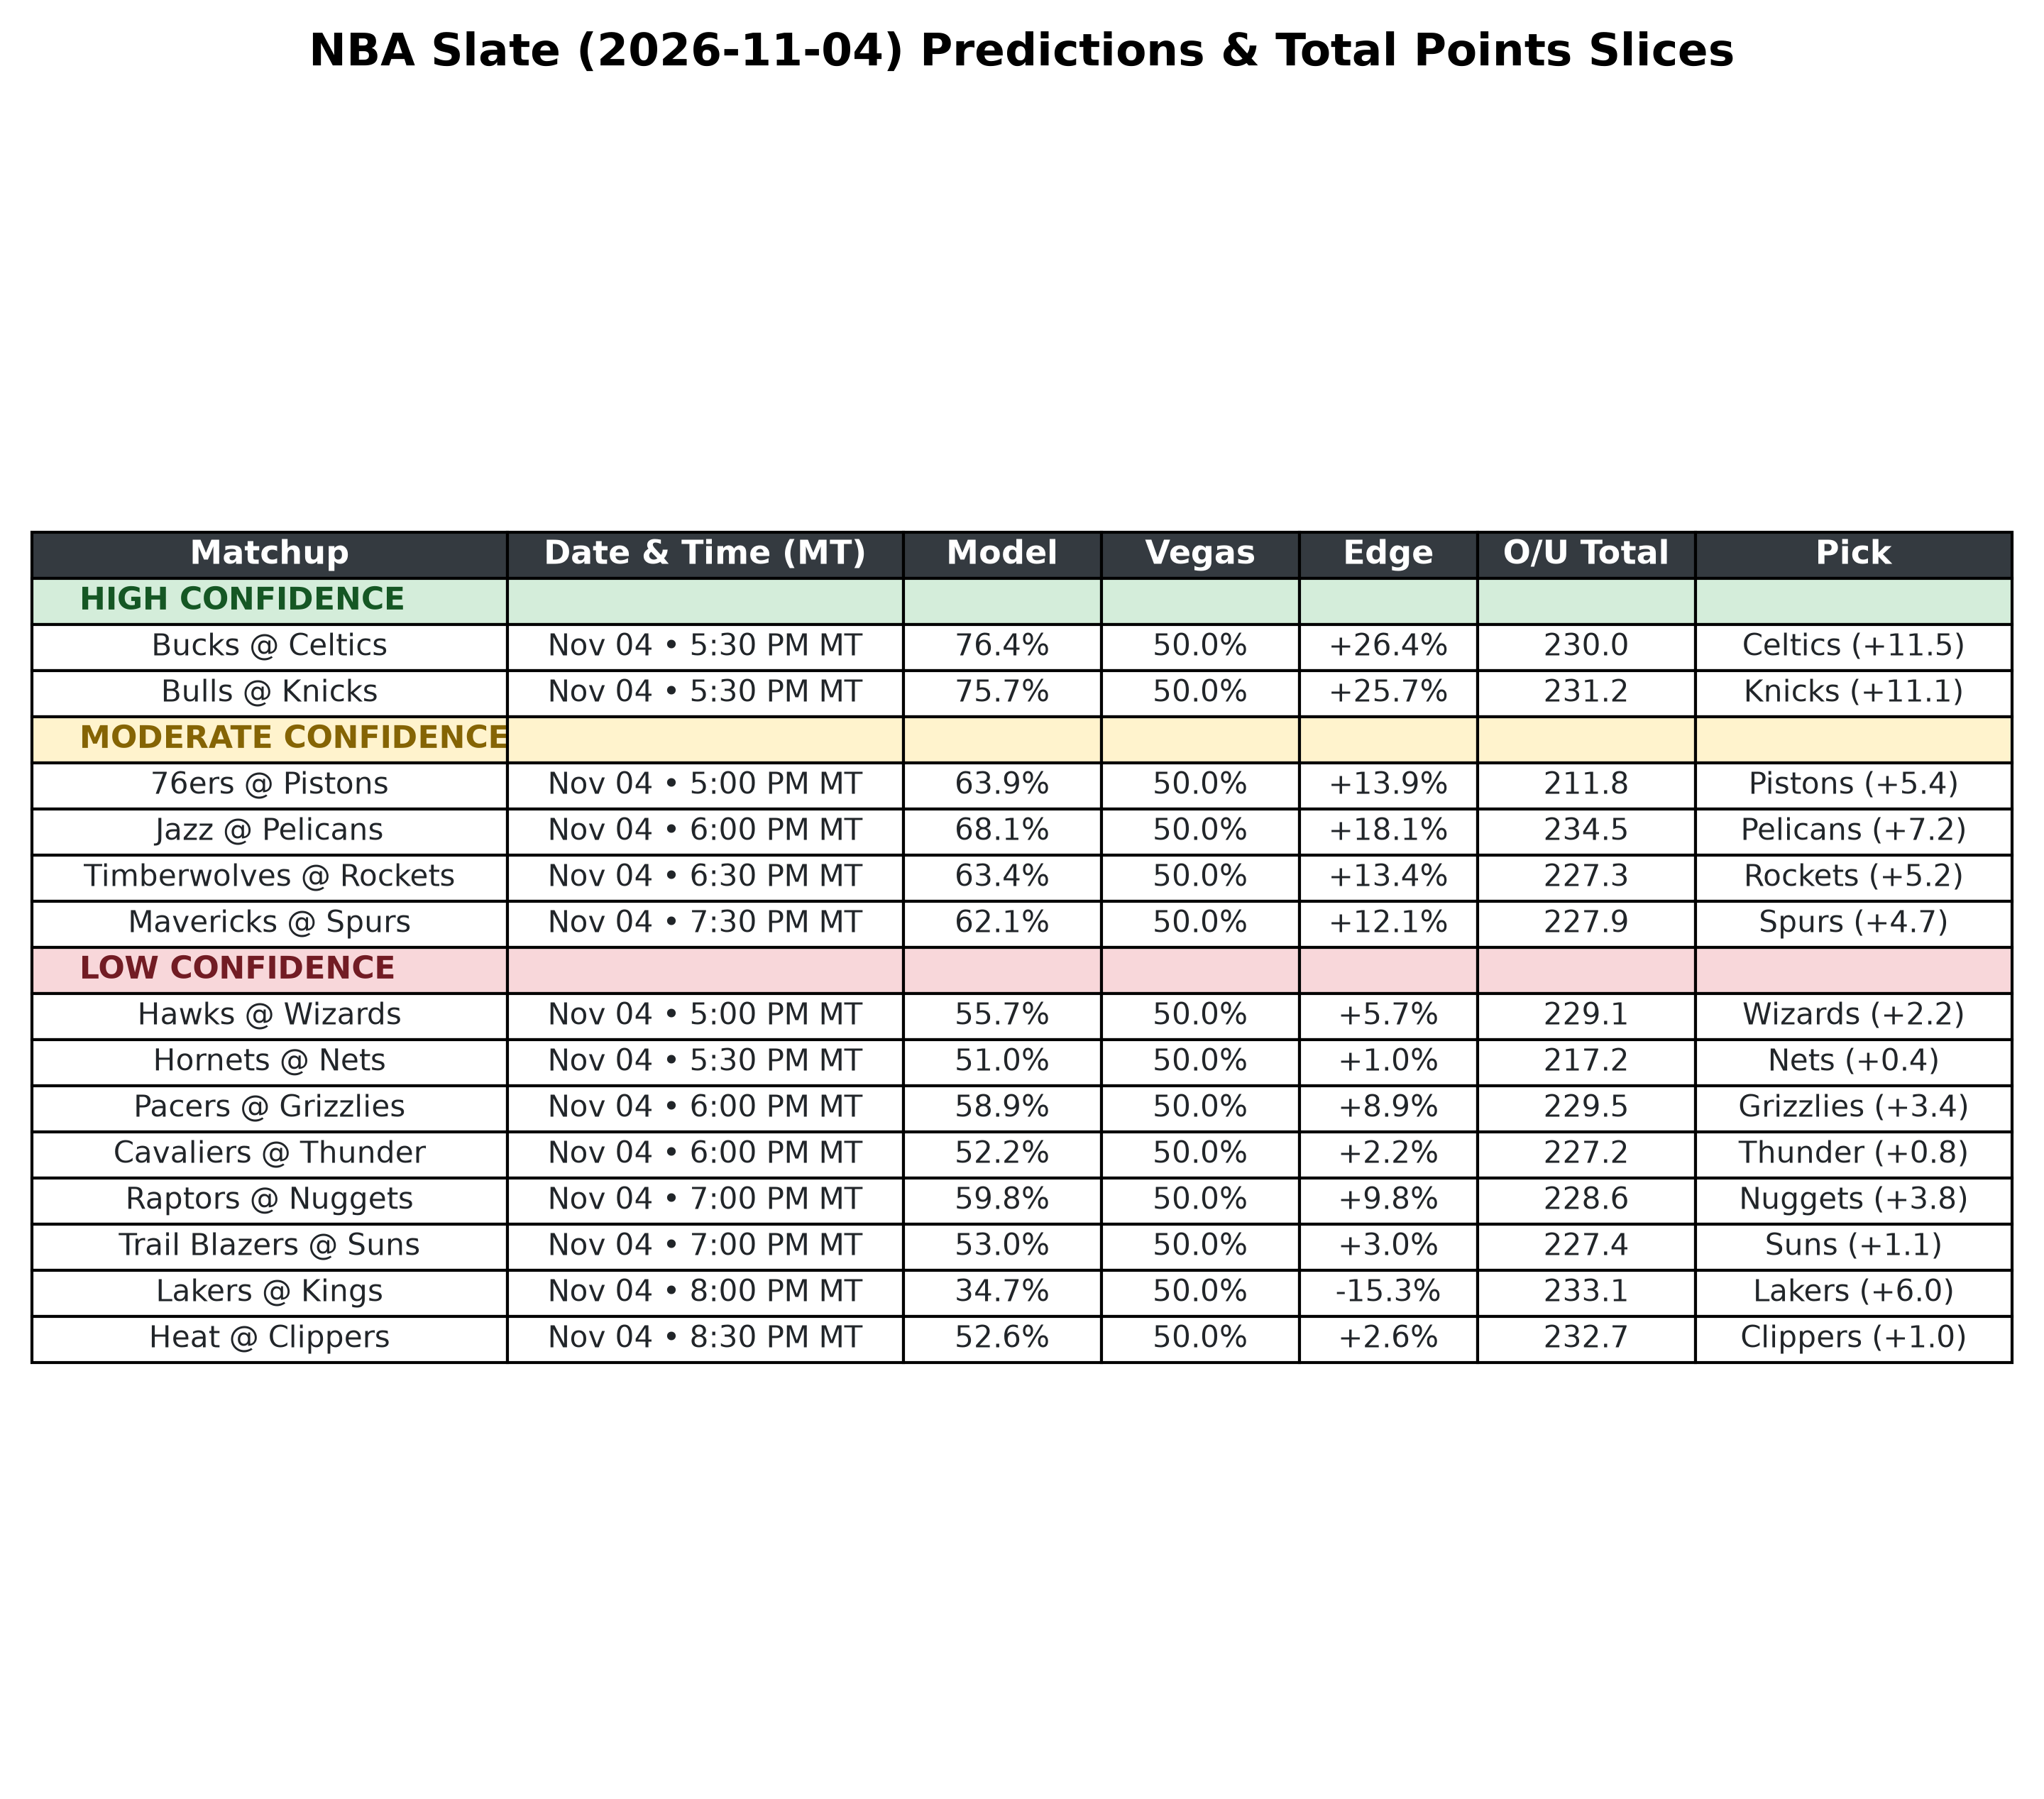 NBA Slate (2026-11-04) Predictions & Total Points Slices
Matchup Date & Time (MT) Model Vegas Edge O/U Total Pick
HIGH CONFIDENCE
Bucks @ Celtics Nov 04 • 5:30 PM MT 76.4% 50.0% +26.4% 230.0 Celtics (+11.5)
Bulls @ Knicks Nov 04 • 5:30 PM MT 75.7% 50.0% +25.7% 231.2 Knicks (+11.1)
MODERATE CONFIDENCE
76ers @ Pistons Nov 04 • 5:00 PM MT 63.9% 50.0% +13.9% 211.8 Pistons (+5.4)
Jazz @ Pelicans Nov 04 • 6:00 PM MT 68.1% 50.0% +18.1% 234.5 Pelicans (+7.2)
Timberwolves @ Rockets Nov 04 • 6:30 PM MT 63.4% 50.0% +13.4% 227.3 Rockets (+5.2)
Mavericks @ Spurs Nov 04 • 7:30 PM MT 62.1% 50.0% +12.1% 227.9 Spurs (+4.7)
LOW CONFIDENCE
Hawks @ Wizards Nov 04 • 5:00 PM MT 55.7% 50.0% +5.7% 229.1 Wizards (+2.2)
Hornets @ Nets Nov 04 • 5:30 PM MT 51.0% 50.0% +1.0% 217.2 Nets (+0.4)
Pacers @ Grizzlies Nov 04 • 6:00 PM MT 58.9% 50.0% +8.9% 229.5 Grizzlies (+3.4)
Cavaliers @ Thunder Nov 04 • 6:00 PM MT 52.2% 50.0% +2.2% 227.2 Thunder (+0.8)
Raptors @ Nuggets Nov 04 • 7:00 PM MT 59.8% 50.0% +9.8% 228.6 Nuggets (+3.8)
Trail Blazers @ Suns Nov 04 • 7:00 PM MT 53.0% 50.0% +3.0% 227.4 Suns (+1.1)
Lakers @ Kings Nov 04 • 8:00 PM MT 34.7% 50.0% -15.3% 233.1 Lakers (+6.0)
Heat @ Clippers Nov 04 • 8:30 PM MT 52.6% 50.0% +2.6% 232.7 Clippers (+1.0)